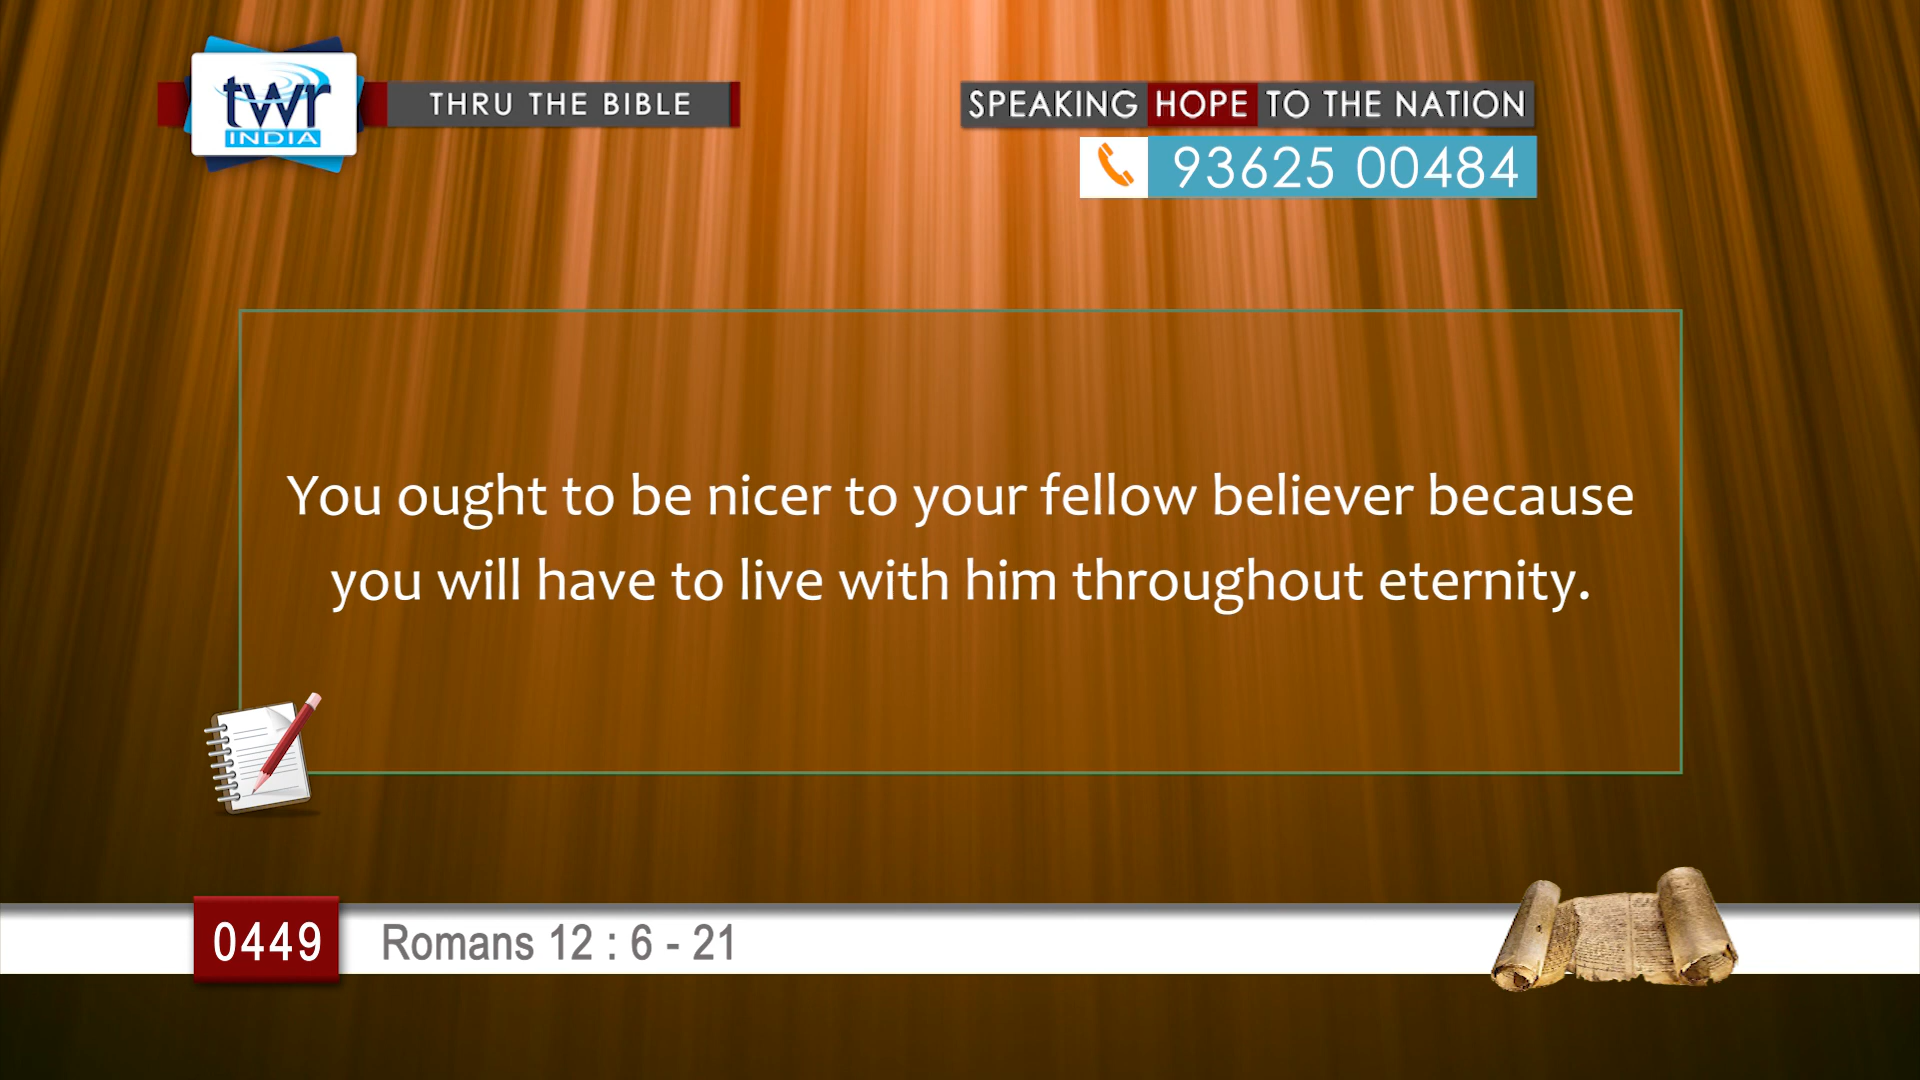 twr
INDIA
THRU THE BIBLE
SPEAKING HOPE TO THE NATION
93625 00484
You ought to be nicer to your fellow believer because
you will have to live with him throughout eternity.
0449
Romans 12 : 6 - 21